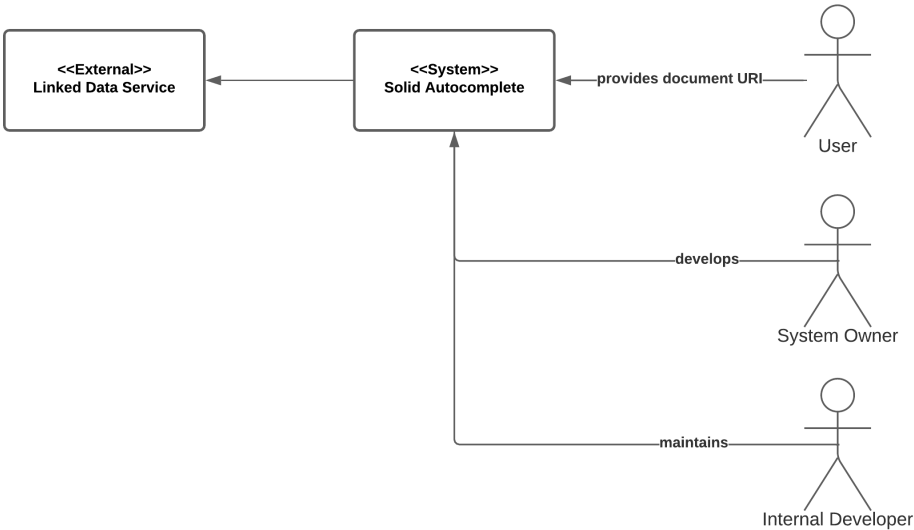 <<External>>
Linked Data Service
<<System>>
Solid Autocomplete
provides document URI
User
develops
System Owner
maintains
Internal Developer